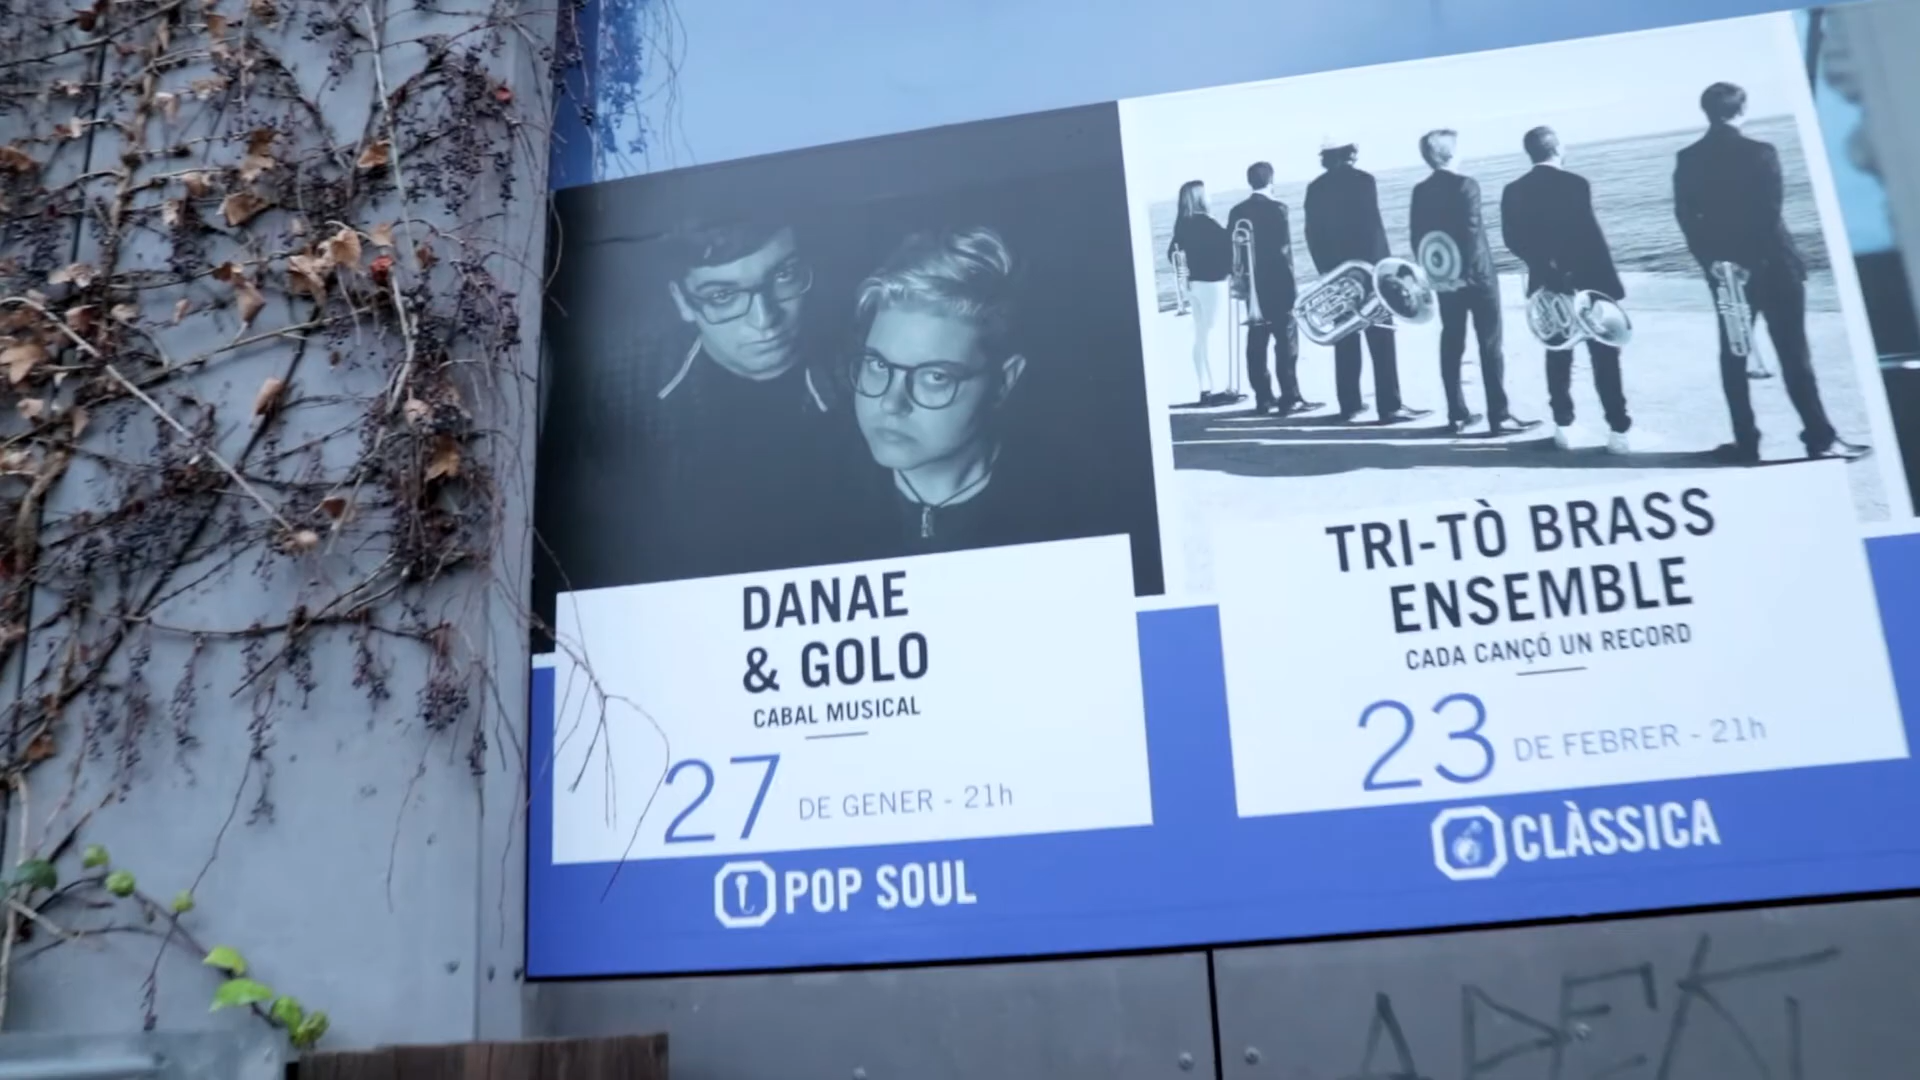 DANAE
& GOLO
CABAL MUSICAL
27 DE GENER - 21h
POP SOUL
TRI-TÒ BRASS
ENSEMBLE
CADA CANÇÓ UN RECORD
23 DE FEBRER - 21h
CLÀSSICA